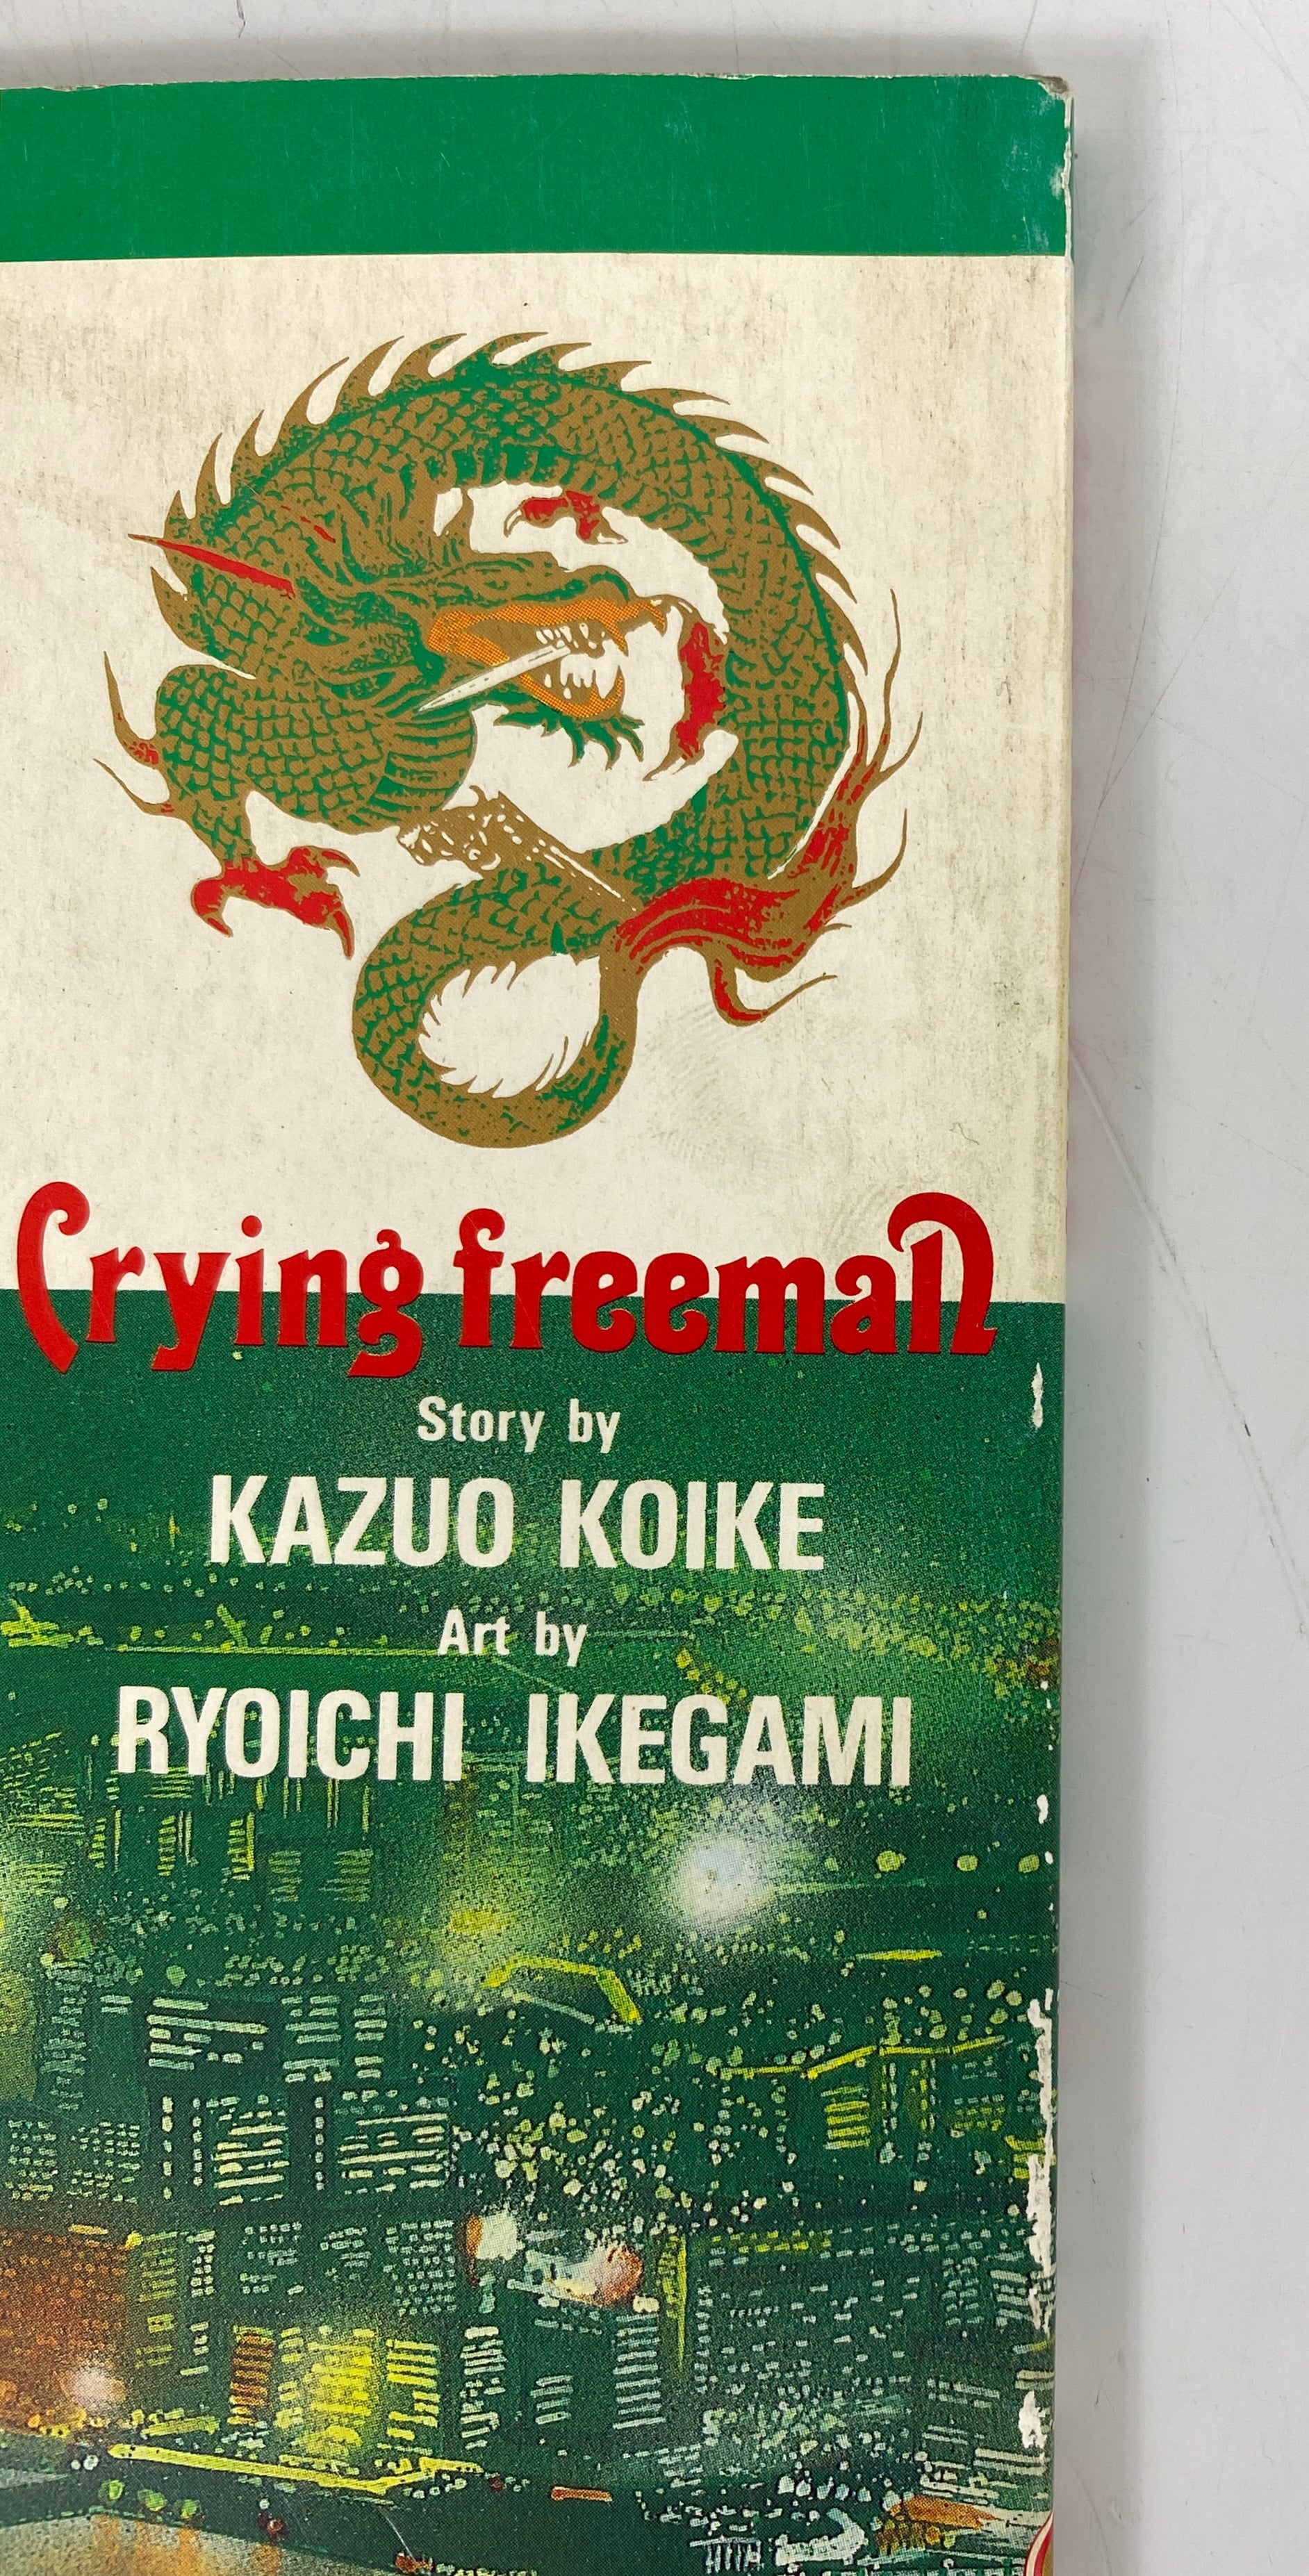 Crying freeman
Story by
KAZUO KOIKE
Art by
RYOICHI IKEGAMI